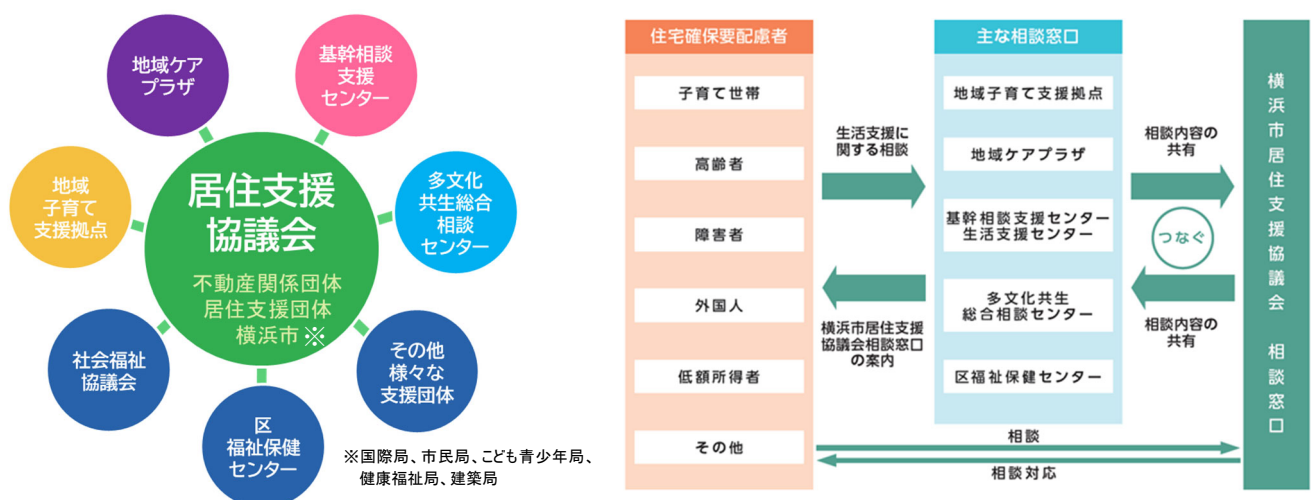 地域ケア
プラザ
基幹相談
支援
センター
地域
子育て
支援拠点
居住支援
協議会
不動産関係団体
居住支援団体
横浜市※
多文化
共生総合
相談
センター
社会福祉
協議会
区
福祉保健
センター
その他
様々な
支援団体
※国際局、市民局、こども青少年局、
健康福祉局、建築局
住宅確保要配慮者
子育て世帯
高齢者
障害者
外国人
低額所得者
その他
生活支援に
関する相談
横浜市居住支援
協議会相談窓口
の案内
主な相談窓口
地域子育て支援拠点
地域ケアプラザ
基幹相談支援センター
生活支援センター
多文化共生
総合相談センター
区福祉保健センター
相談内容の
共有
つなぐ
相談内容の
共有
相談
相談対応
横浜市居住支援協議会 相談窓口